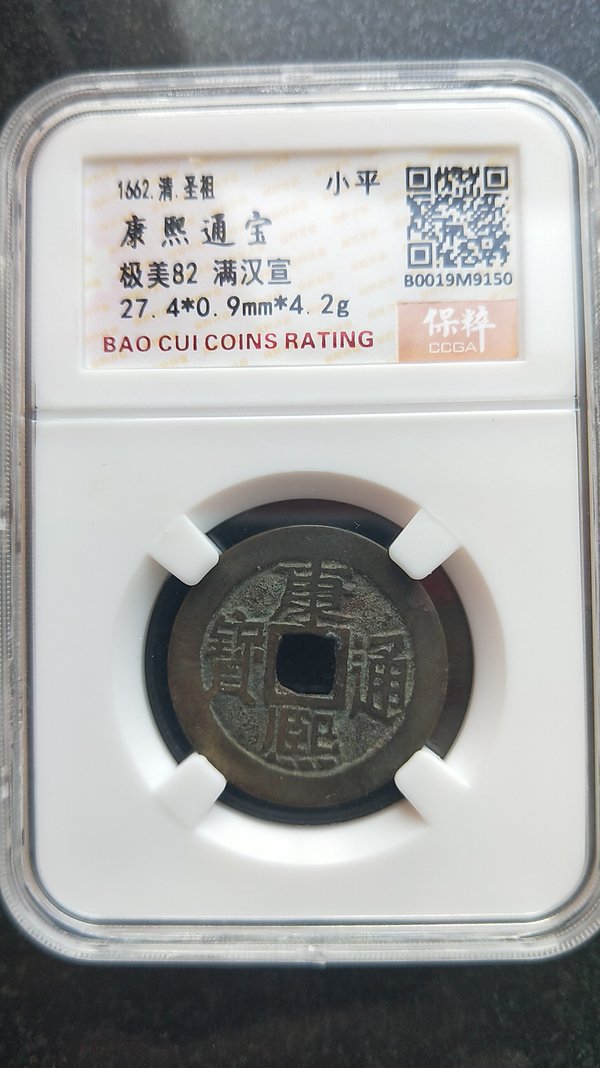 1662.清.圣祖 小平
康熙通宝
极美82 满汉宣
27.4*0.9mm*4.2g
B0019M9150
BAO CUI COINS RATING
保粹
CCGA
康熙通寶